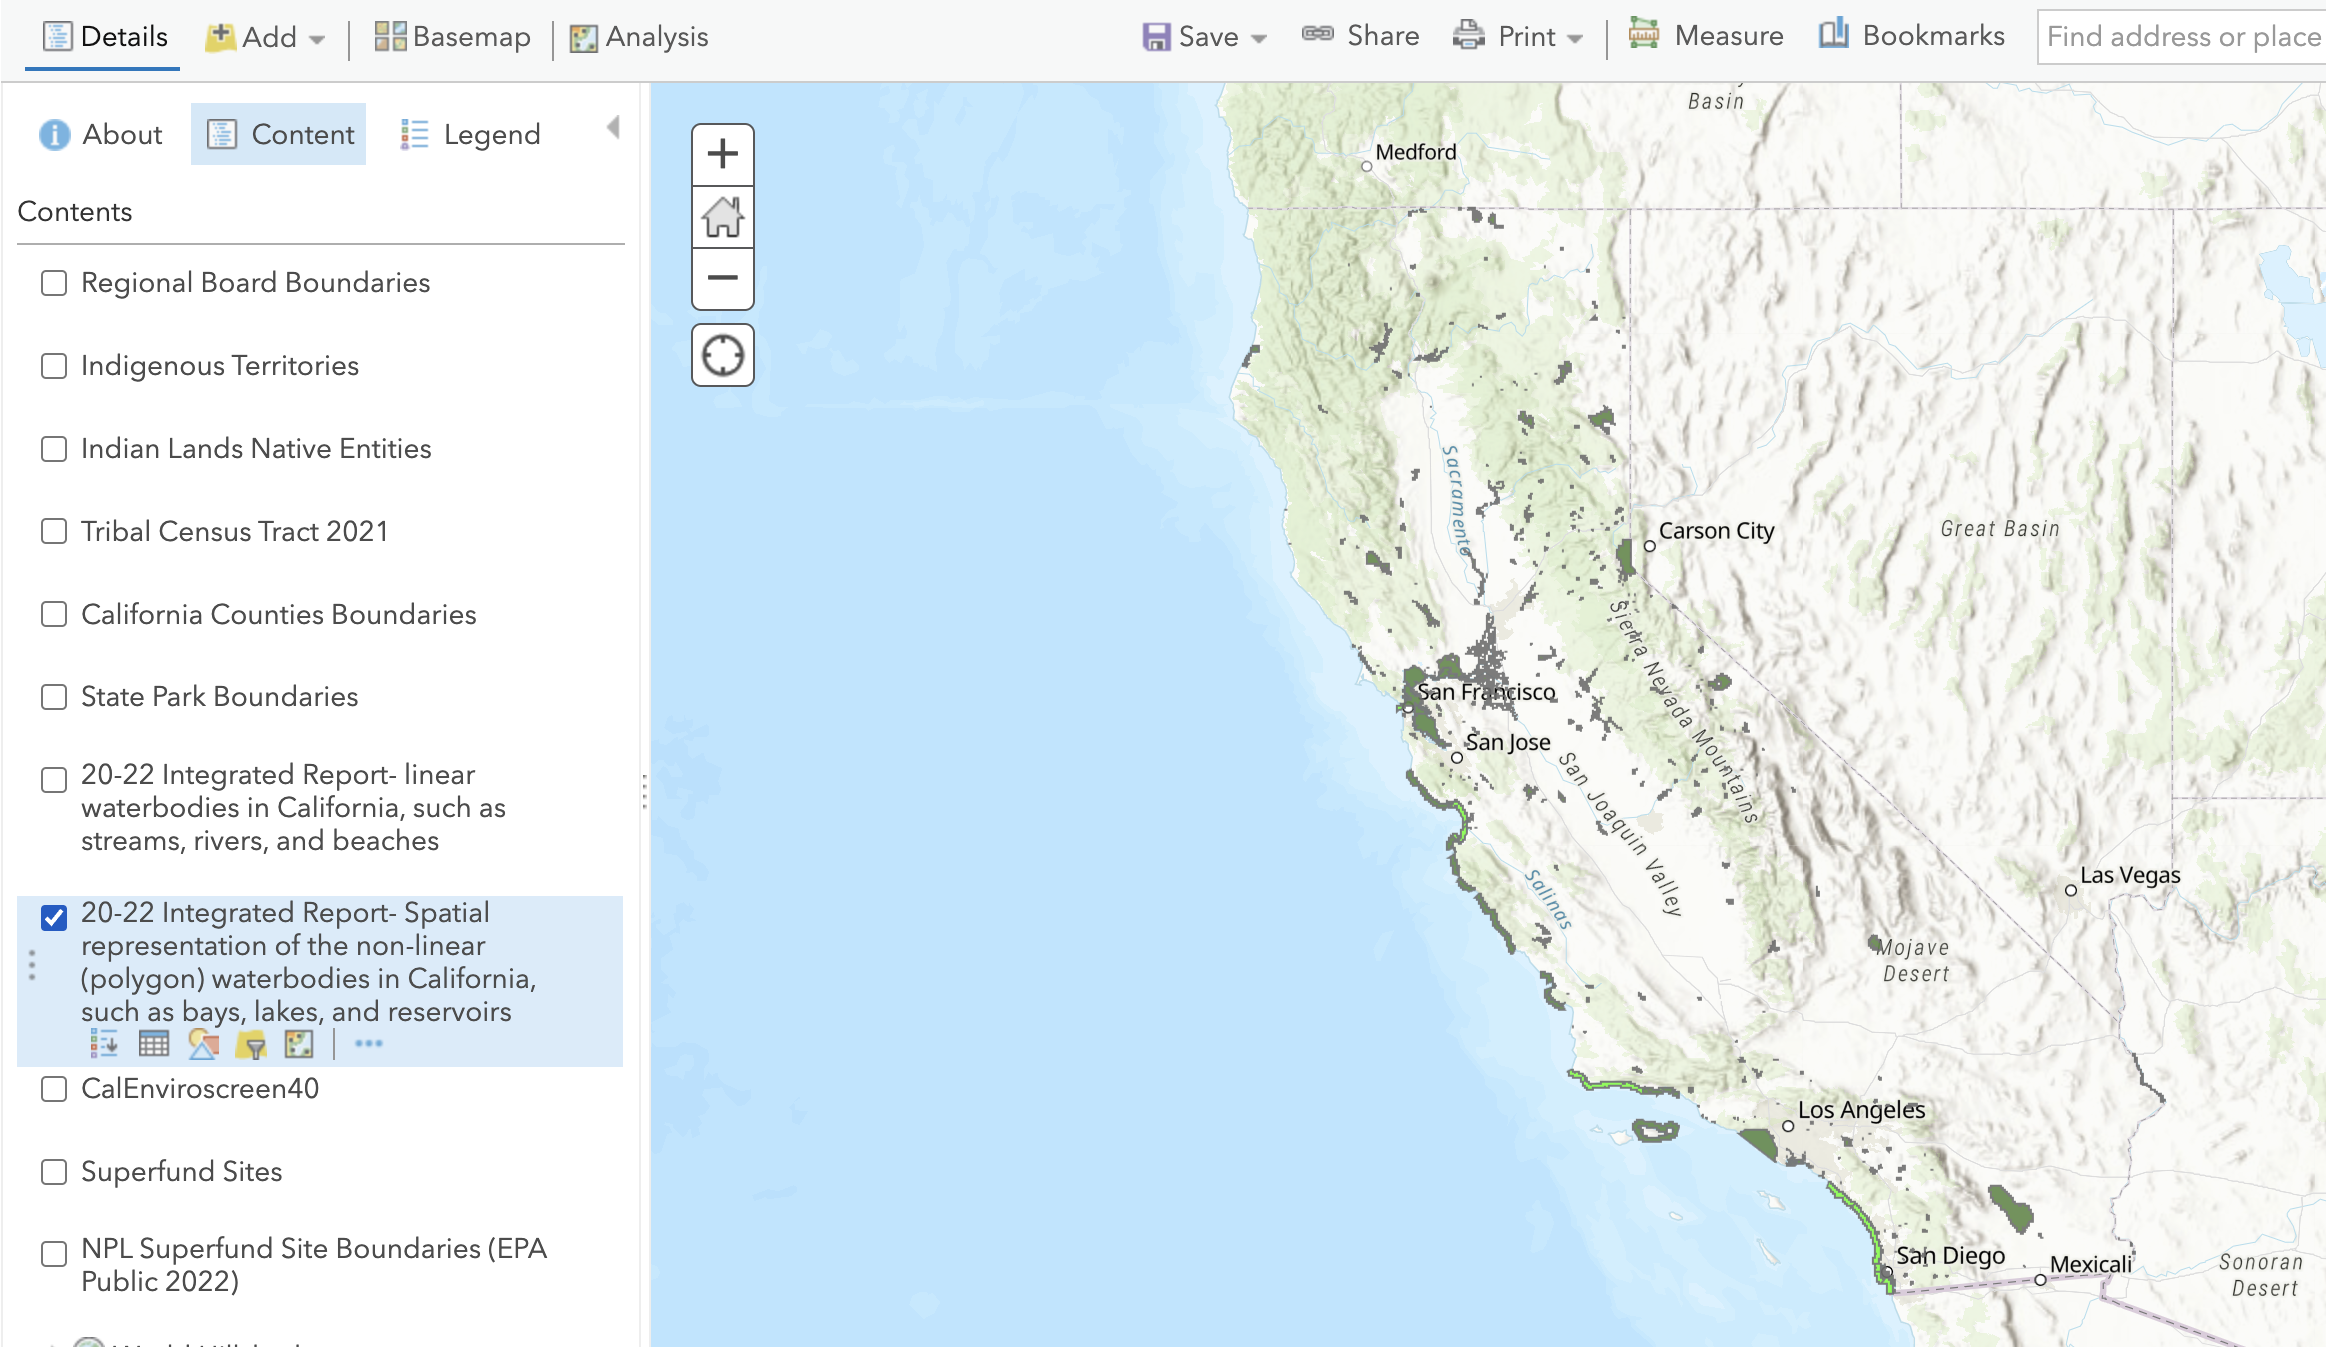 Details
Add
Basemap
Analysis
Save
Share
Print
Measure
Bookmarks
Find address or place
About
Content
Legend
Contents
Regional Board Boundaries
Indigenous Territories
Indian Lands Native Entities
Tribal Census Tract 2021
California Counties Boundaries
State Park Boundaries
20-22 Integrated Report- linear
waterbodies in California, such as
streams, rivers, and beaches
20-22 Integrated Report- Spatial
representation of the non-linear
(polygon) waterbodies in California,
such as bays, lakes, and reservoirs
CalEnviroscreen40
Superfund Sites
NPL Superfund Site Boundaries (EPA
Public 2022)
Basin
Medford
Sacramento
Carson City
Great Basin
Sierra Nevada Mountains
San Francisco
San Jose
San Joaquin Valley
Salinas
Las Vegas
Mojave
Desert
Los Angeles
San Diego
Mexicali
Sonoran
Desert